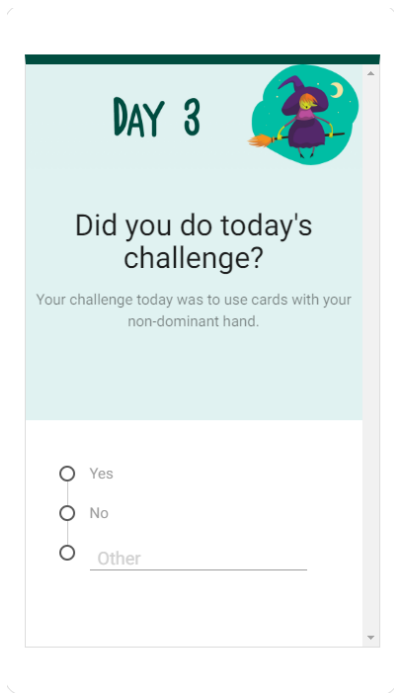 DAY 3
Did you do today's
challenge?
Your challenge today was to use cards with your
non-dominant hand.
Yes
No
Other